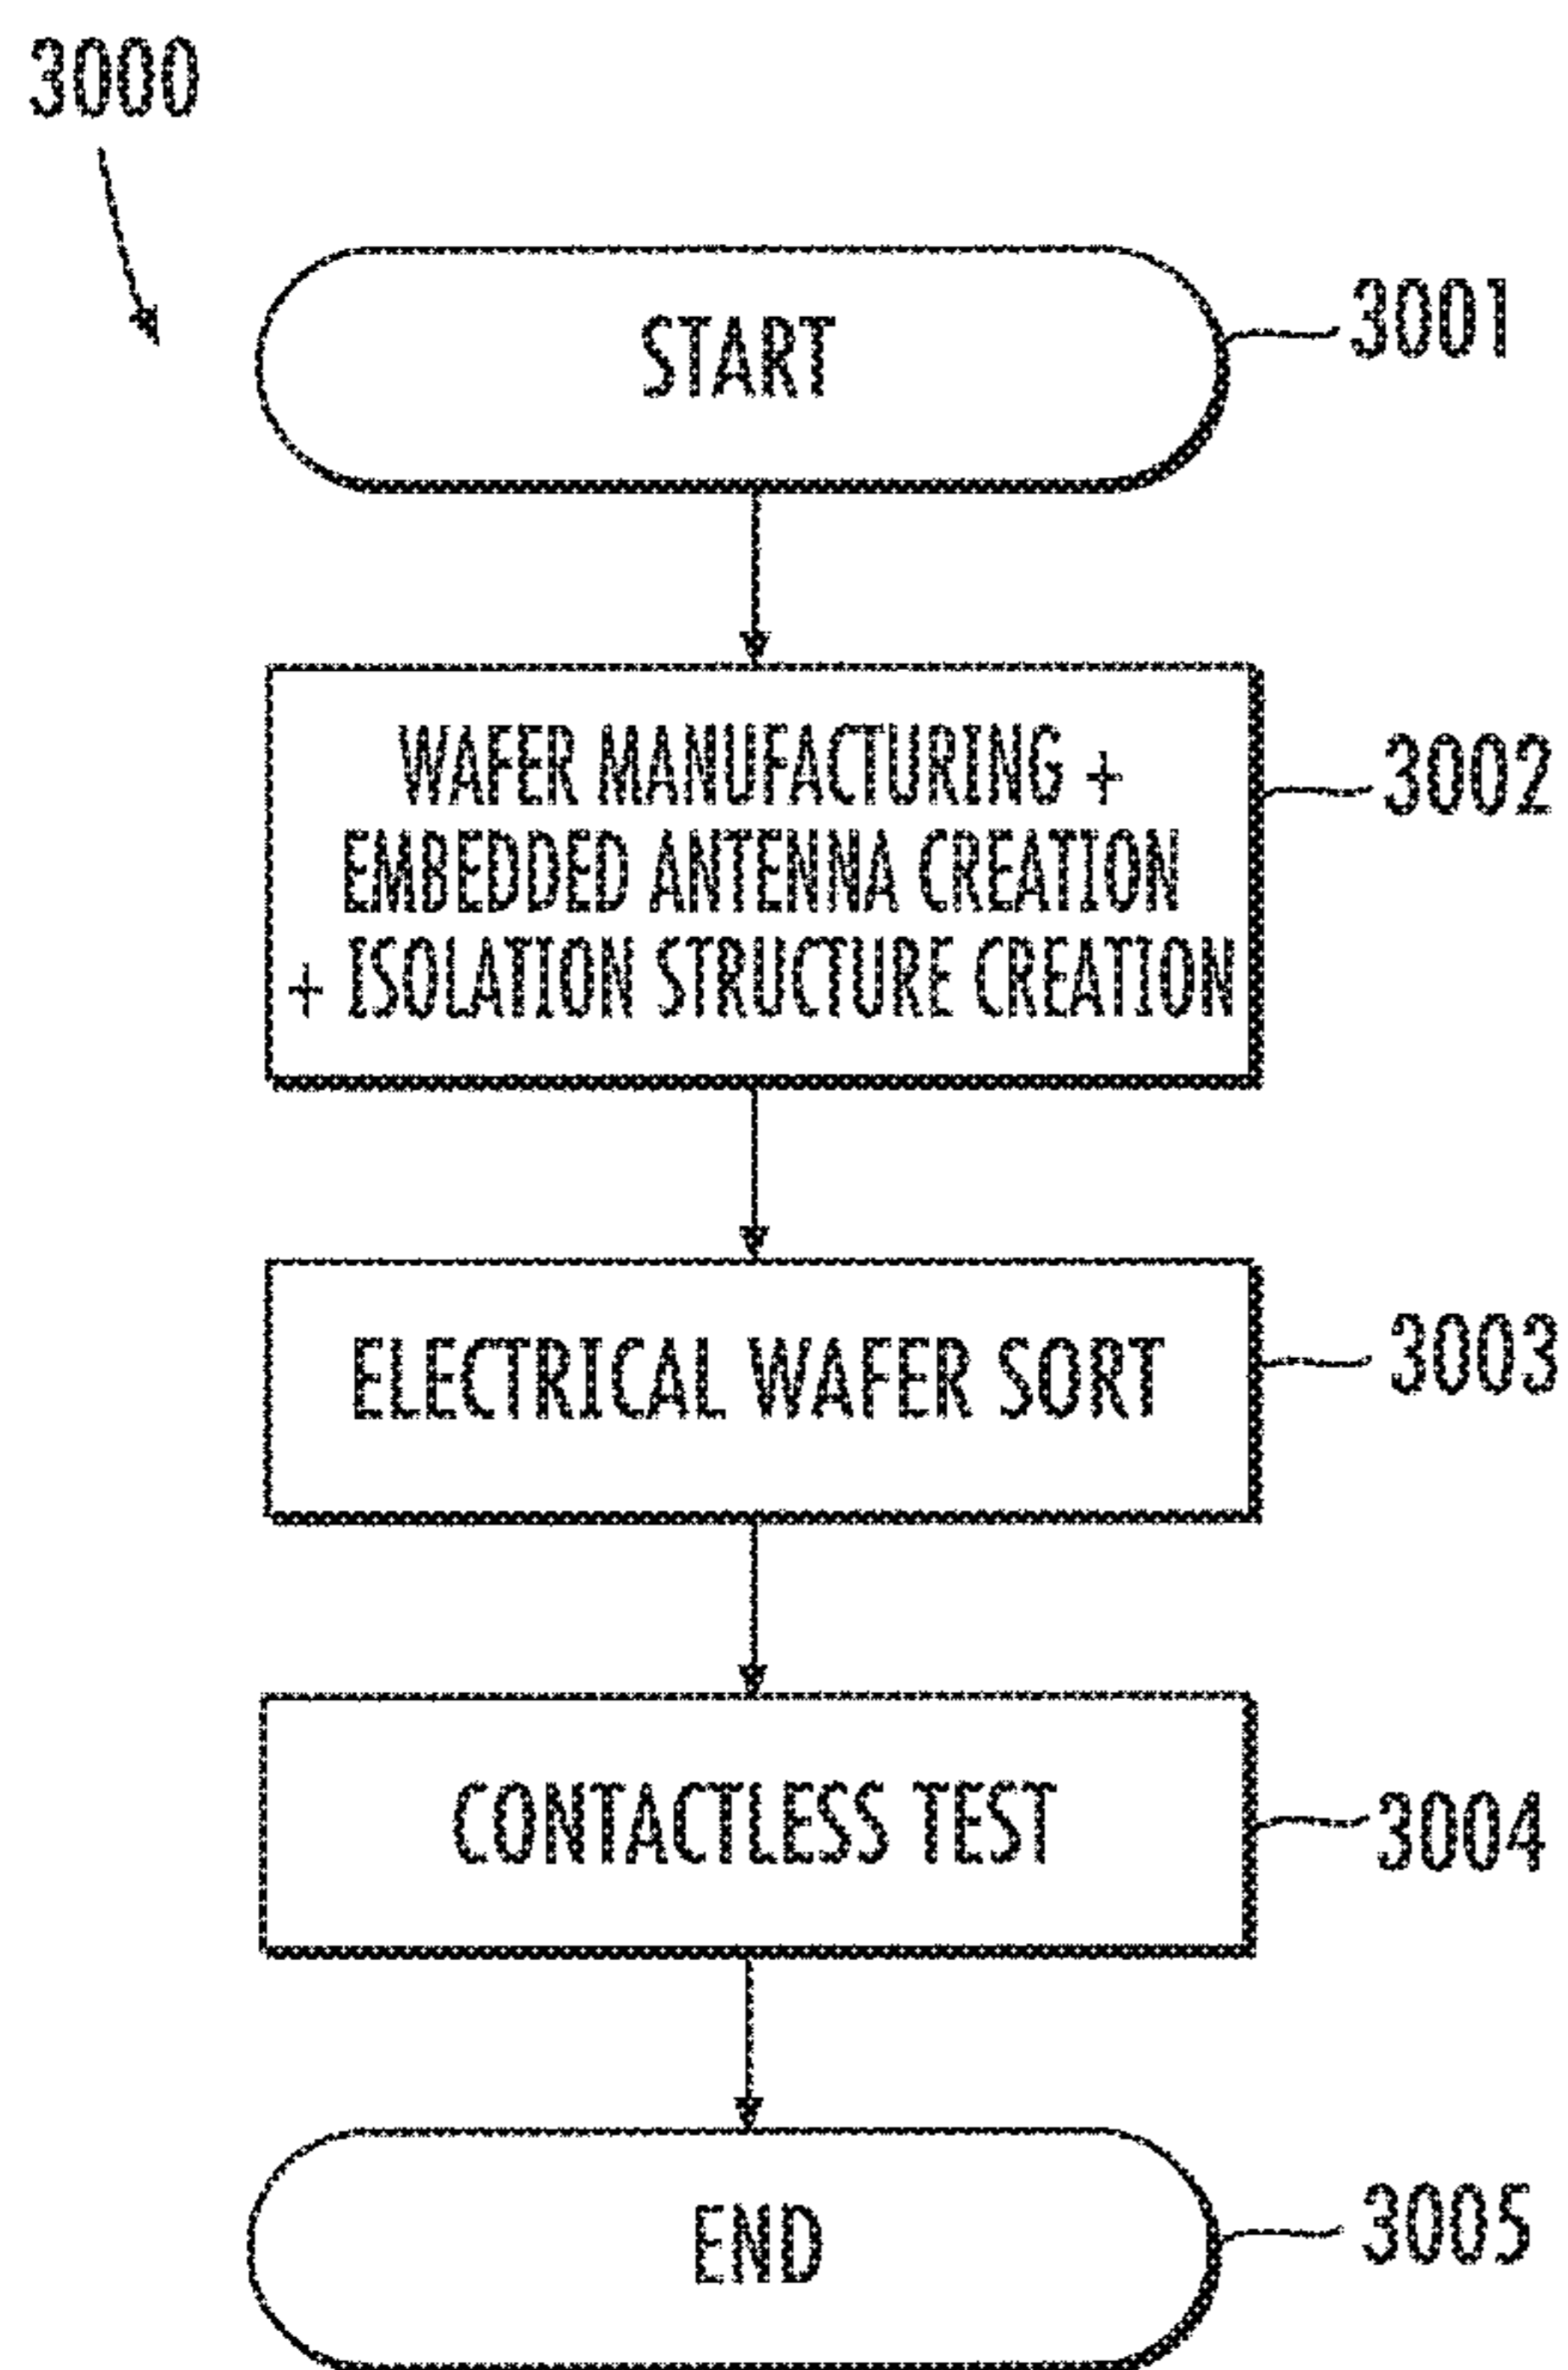 3000
START
3001
WAFER MANUFACTURING +
EMBEDDED ANTENNA CREATION
+ ISOLATION STRUCTURE CREATION
3002
ELECTRICAL WAFER SORT
3003
CONTACTLESS TEST
3004
END
3005